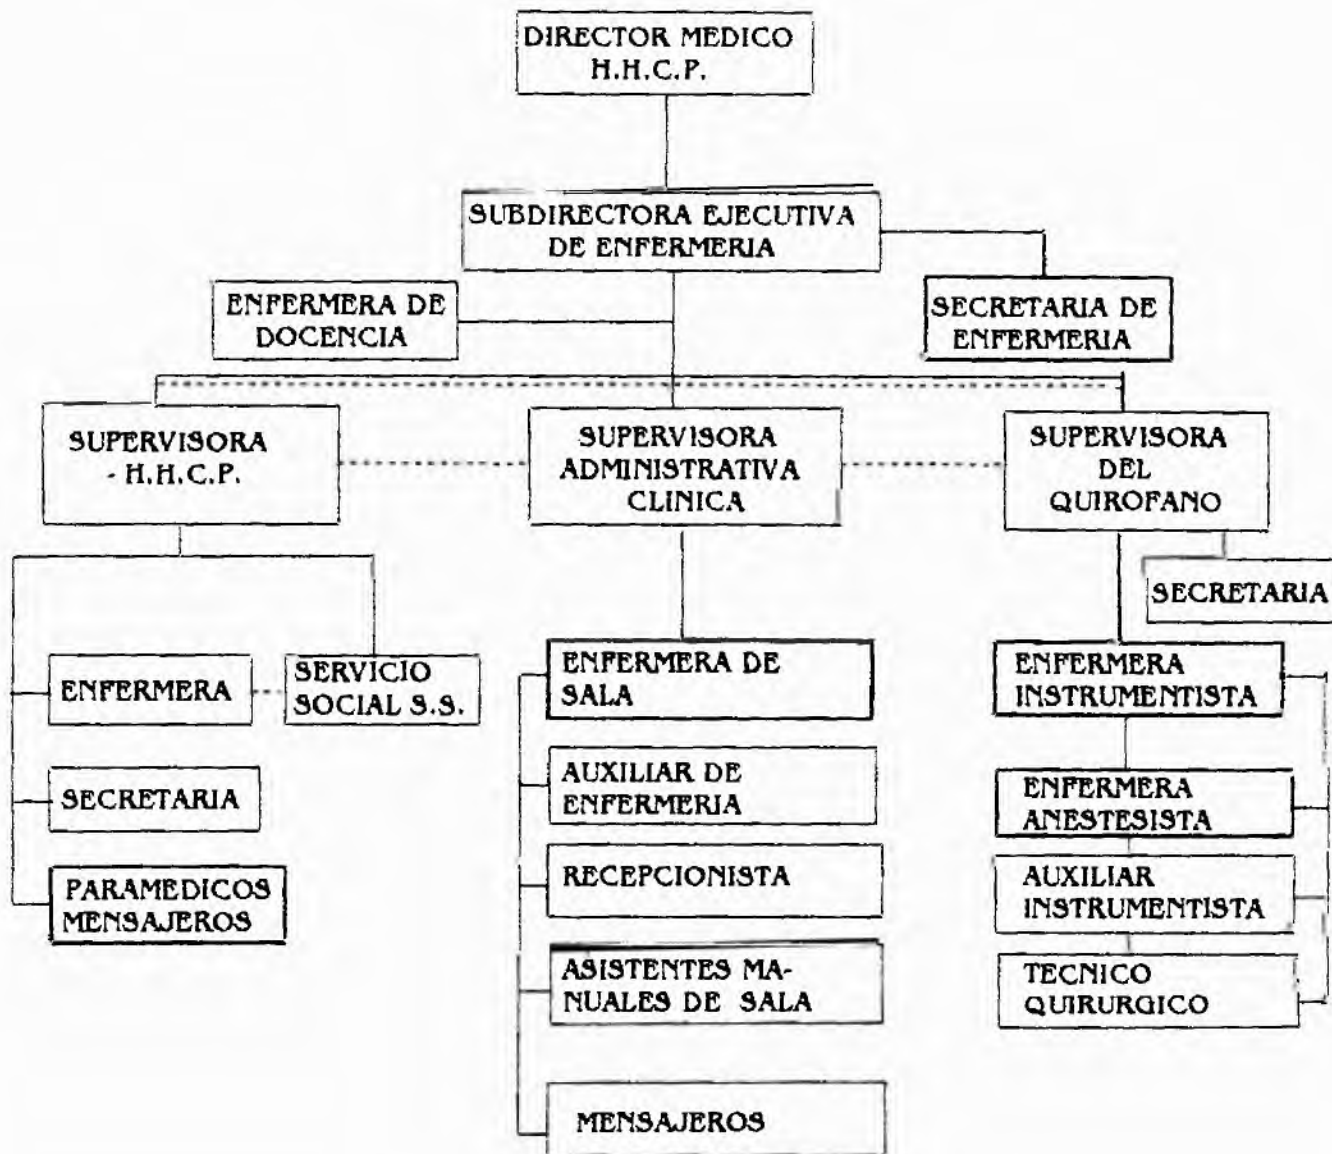 DIRECTOR MEDICO
H.H.C.P.
SUBDIRECTORA EJECUTIVA
DE ENFERMERIA
ENFERMERA DE
DOCENCIA
SECRETARIA DE
ENFERMERIA
SUPERVISORA
- H.H.C.P.
SUPERVISORA
ADMINISTRATIVA
CLINICA
SUPERVISORA
DEL
QUIROFANO
SECRETARIA
ENFERMERA
SERVICIO
SOCIAL S.S.
SECRETARIA
PARAMEDICOS
MENSAJEROS
ENFERMERA DE
SALA
AUXILIAR DE
ENFERMERIA
RECEPCIONISTA
ASISTENTES MA-
NUALES DE SALA
MENSAJEROS
ENFERMERA
INSTRUMENTISTA
ENFERMERA
ANESTESISTA
AUXILIAR
INSTRUMENTISTA
TECNICO
QUIRURGICO